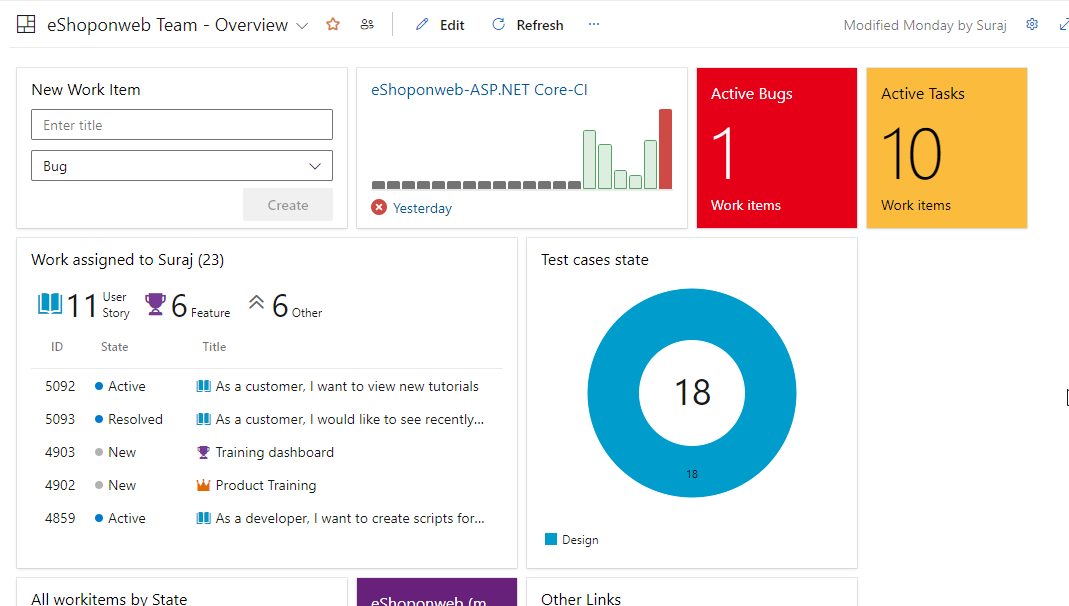 eShoponweb Team - Overview
Edit
Refresh
Modified Monday by Suraj
New Work Item
Enter title
Bug
Create
eShoponweb-ASP.NET Core-CI
Yesterday
Active Bugs
1
Work items
Active Tasks
10
Work items
Work assigned to Suraj (23)
11 User Story
6 Feature
6 Other
ID State Title
5092 Active As a customer, I want to view new tutorials
5093 Resolved As a customer, I would like to see recently...
4903 New Training dashboard
4902 New Product Training
4859 Active As a developer, I want to create scripts for...
Test cases state
18
18
Design
All workitems by State
eShoponweb (m
Other Links